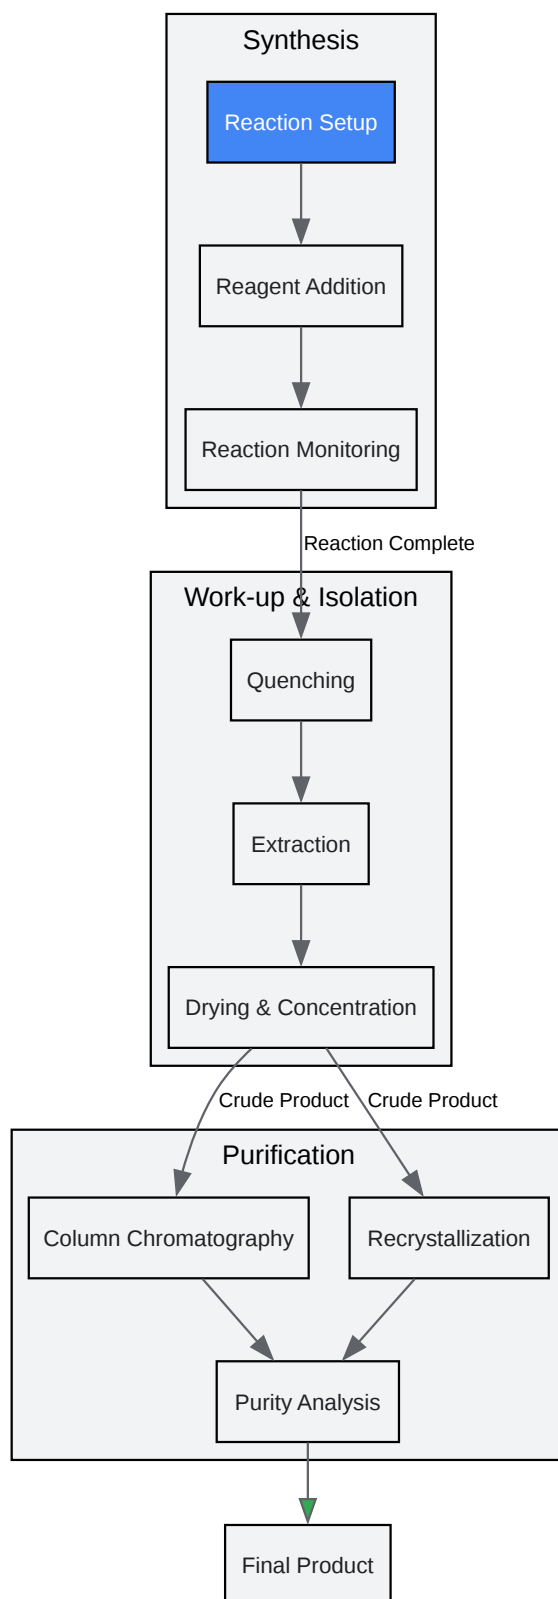 Synthesis
Reaction Setup
Reagent Addition
Reaction Monitoring
Reaction Complete
Work-up & Isolation
Quenching
Extraction
Drying & Concentration
Crude Product
Crude Product
Purification
Column Chromatography
Recrystallization
Purity Analysis
Final Product